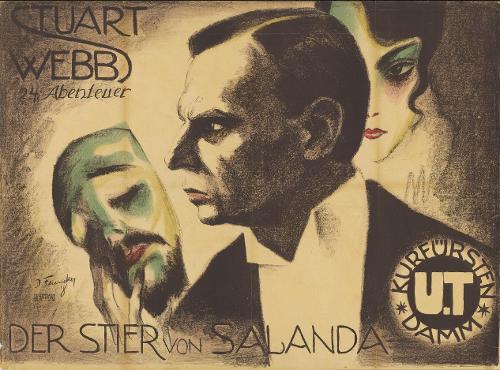 STUART
WEBBS
24. Abenteuer
KURFÜRSTEN
U.T
DAMM
DER STIER VON SALANDA